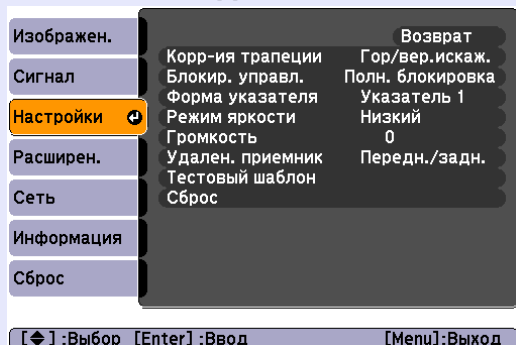 Изображен.
Сигнал
Настройки
Расширен.
Сеть
Информация
Сброс
Возврат
Корр-ия трапеции Гор/вер.искаж.
Блокир. управл. Полн. блокировка
Форма указателя Указатель 1
Режим яркости Низкий
Громкость 0
Удален. приемник Передн./задн.
Тестовый шаблон
Сброс
[◆]:Выбор [Enter]:Ввод [Menu]:Выход